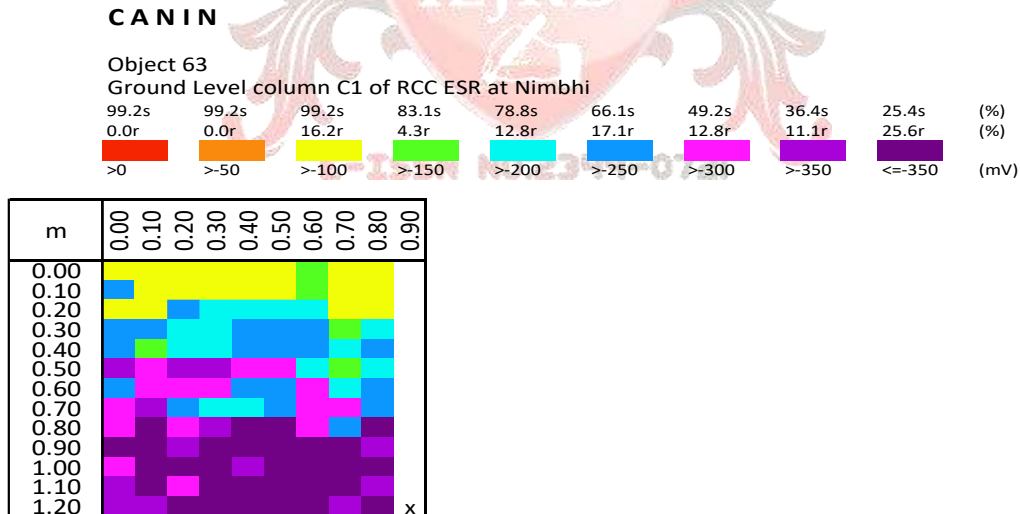 CANIN
Object 63
Ground Level column C1 of RCC ESR at Nimbhi
99.2s 99.2s 99.2s 83.1s 78.8s 66.1s 49.2s 36.4s 25.4s (%)
0.0r 0.0r 16.2r 4.3r 12.8r 17.1r 12.8r 11.1r 25.6r (%)
>0 >-50 >-100 >-150 >-200 >-250 >-300 >-350 <=-350 (mV)
m 0.00 0.10 0.20 0.30 0.40 0.50 0.60 0.70 0.80 0.90
0.00
0.10
0.20
0.30
0.40
0.50
0.60
0.70
0.80
0.90
1.00
1.10
1.20 x